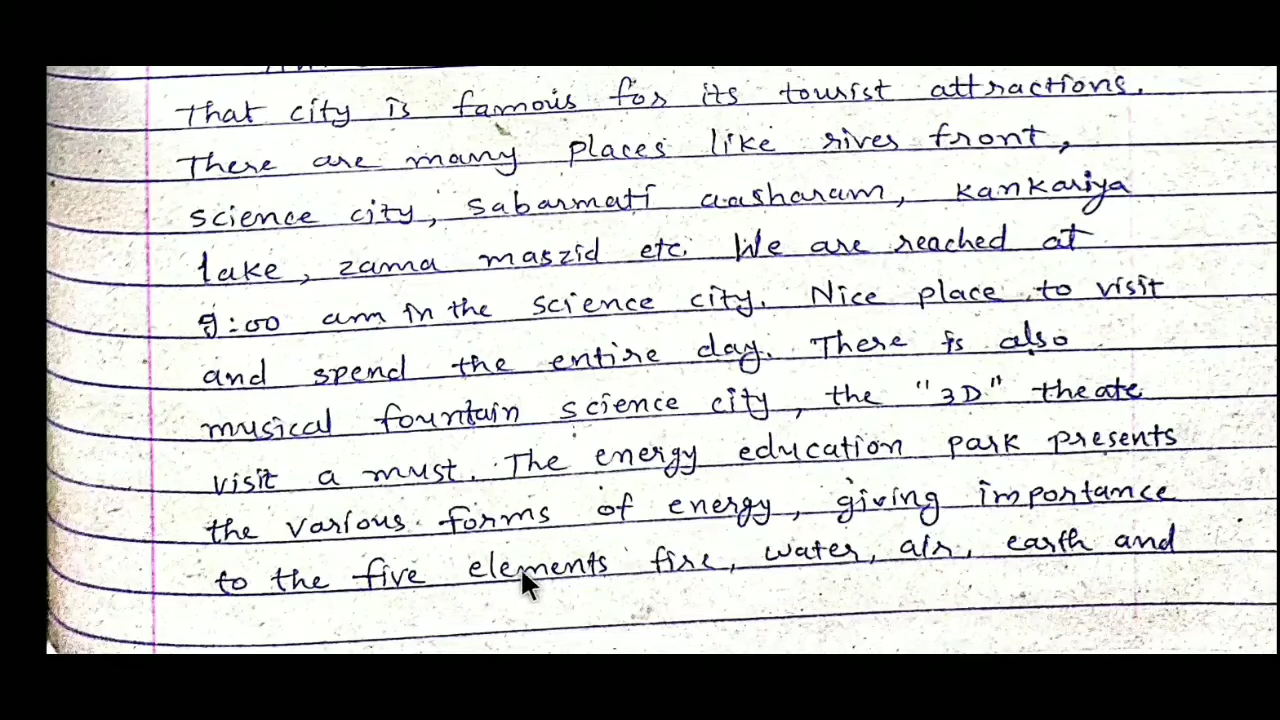 That city is famous for its tourist attractions.
There are many places like river front,
science city, sabarmati aasharam, kankariya
lake, zama maszid etc. We are reached at
9:00 am in the science city. Nice place to visit
and spend the entire day. There is also
musical fountain science city, the "3D" theate
visit a must. The energy education park presents
the various forms of energy, giving importance
to the five elements fire, water, air, earth and